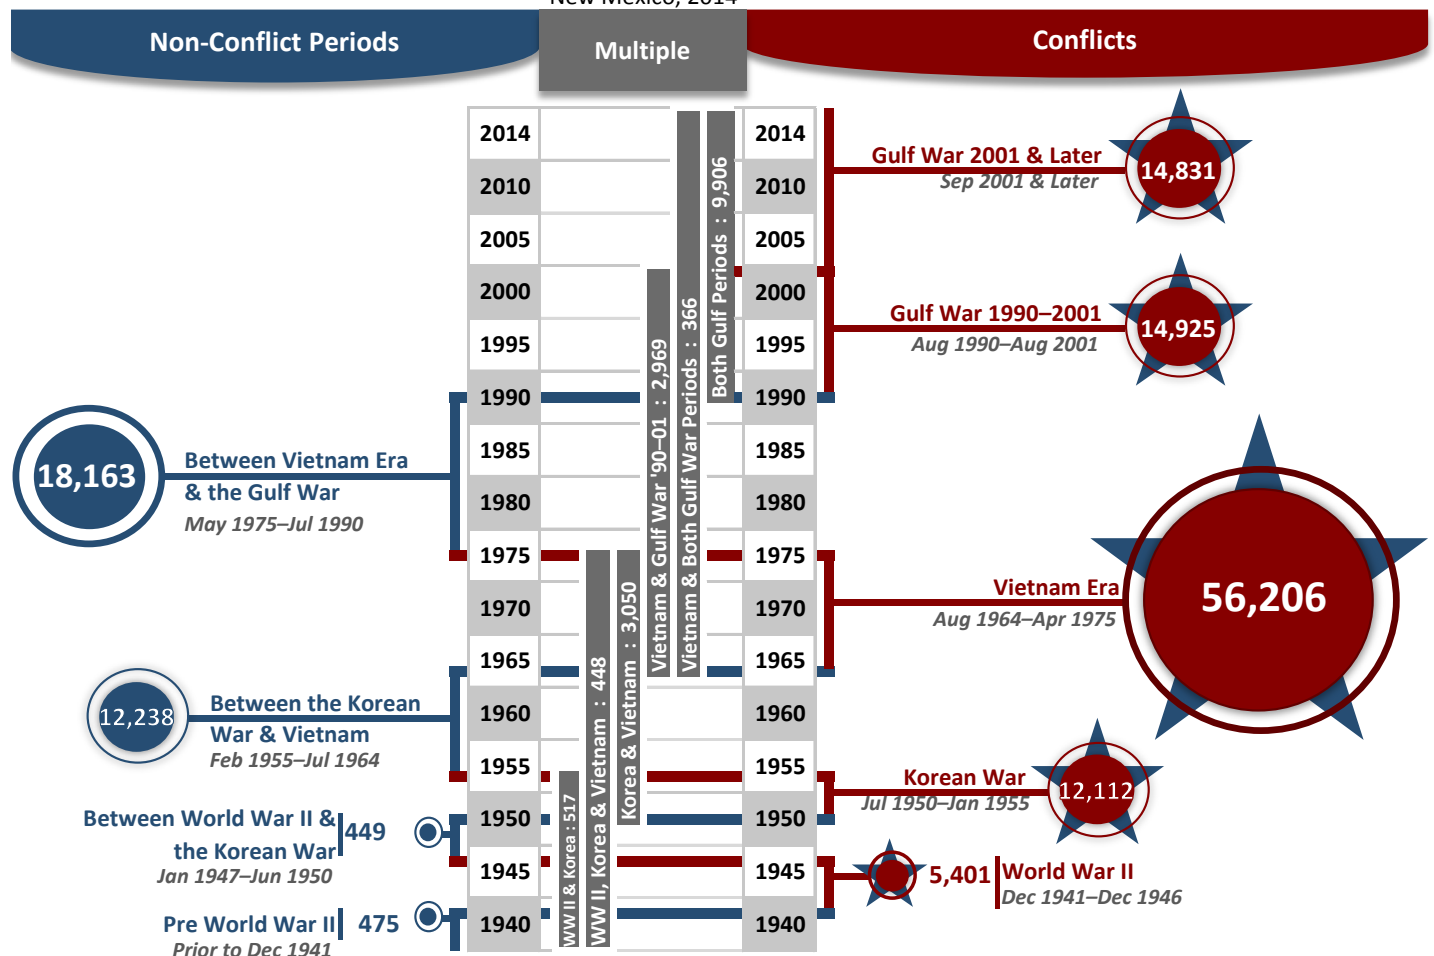 New Mexico, 2014
Non-Conflict Periods
Multiple
Conflicts
2014
2010
2005
2000
1995
1990
1985
1980
1975
1970
1965
1960
1955
1950
1945
1940
2014
2010
2005
2000
1995
1990
1985
1980
1975
1970
1965
1960
1955
1950
1945
1940
18,163
Between Vietnam Era
& the Gulf War
May 1975–Jul 1990
12,238
Between the Korean
War & Vietnam
Feb 1955–Jul 1964
Between World War II &
the Korean War
Jan 1947–Jun 1950
449
Pre World War II
Prior to Dec 1941
475
WW II & Korea : 517
WW II, Korea & Vietnam : 448
Korea & Vietnam : 3,050
Vietnam & Gulf War '90–01 : 2,969
Vietnam & Both Gulf War Periods : 366
Both Gulf Periods : 9,906
Gulf War 2001 & Later
Sep 2001 & Later
14,831
Gulf War 1990–2001
Aug 1990–Aug 2001
14,925
Vietnam Era
Aug 1964–Apr 1975
56,206
Korean War
Jul 1950–Jan 1955
12,112
5,401
World War II
Dec 1941–Dec 1946